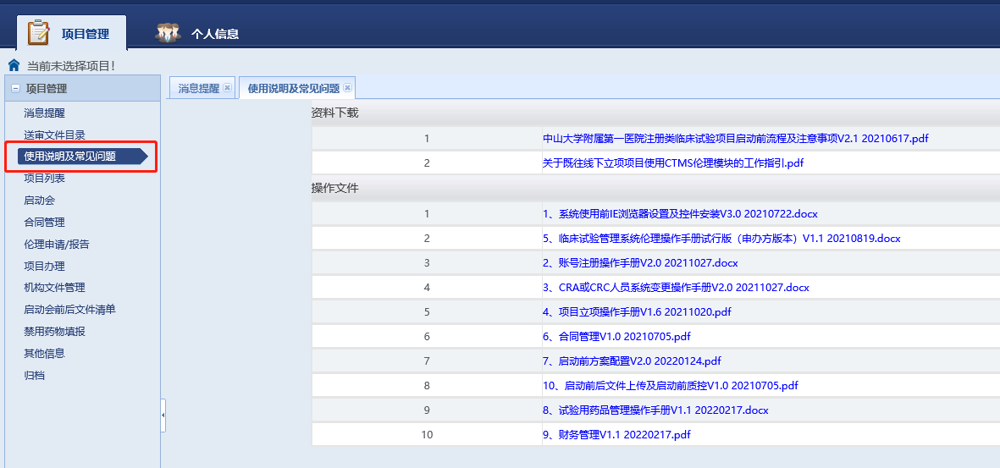 项目管理
个人信息
当前未选择项目!
项目管理
消息提醒
送审文件目录
使用说明及常见问题
项目列表
启动会
合同管理
伦理申请/报告
项目办理
机构文件管理
启动会前后文件清单
禁用药物填报
其他信息
归档
消息提醒
使用说明及常见问题
资料下载
1 中山大学附属第一医院注册类临床试验项目启动前流程及注意事项V2.1 20210617.pdf
2 关于既往线下立项项目使用CTMS伦理模块的工作指引.pdf
操作文件
1 1、系统使用前IE浏览器设置及控件安装V3.0 20210722.docx
2 5、临床试验管理系统伦理操作手册试行版（申办方版本）V1.1 20210819.docx
3 2、账号注册操作手册V2.0 20211027.docx
4 3、CRA或CRC人员系统变更操作手册V2.0 20211027.docx
5 4、项目立项操作手册V1.6 20211020.pdf
6 6、合同管理V1.0 20210705.pdf
7 7、启动前方案配置V2.0 20220124.pdf
8 10、启动前后文件上传及启动前质控V1.0 20210705.pdf
9 8、试验用药品管理操作手册V1.1 20220217.docx
10 9、财务管理V1.1 20220217.pdf